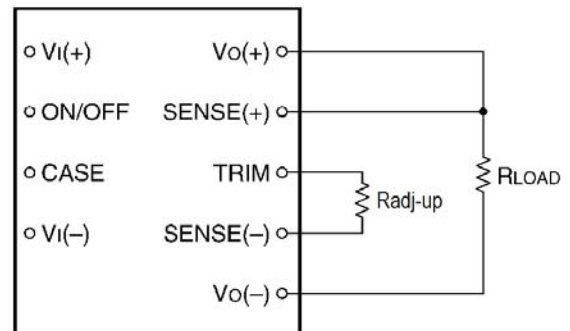 VI(+) VO(+)
ON/OFF SENSE(+)
CASE TRIM
Radj-up RLOAD
VI(–) SENSE(–)
VO(–)